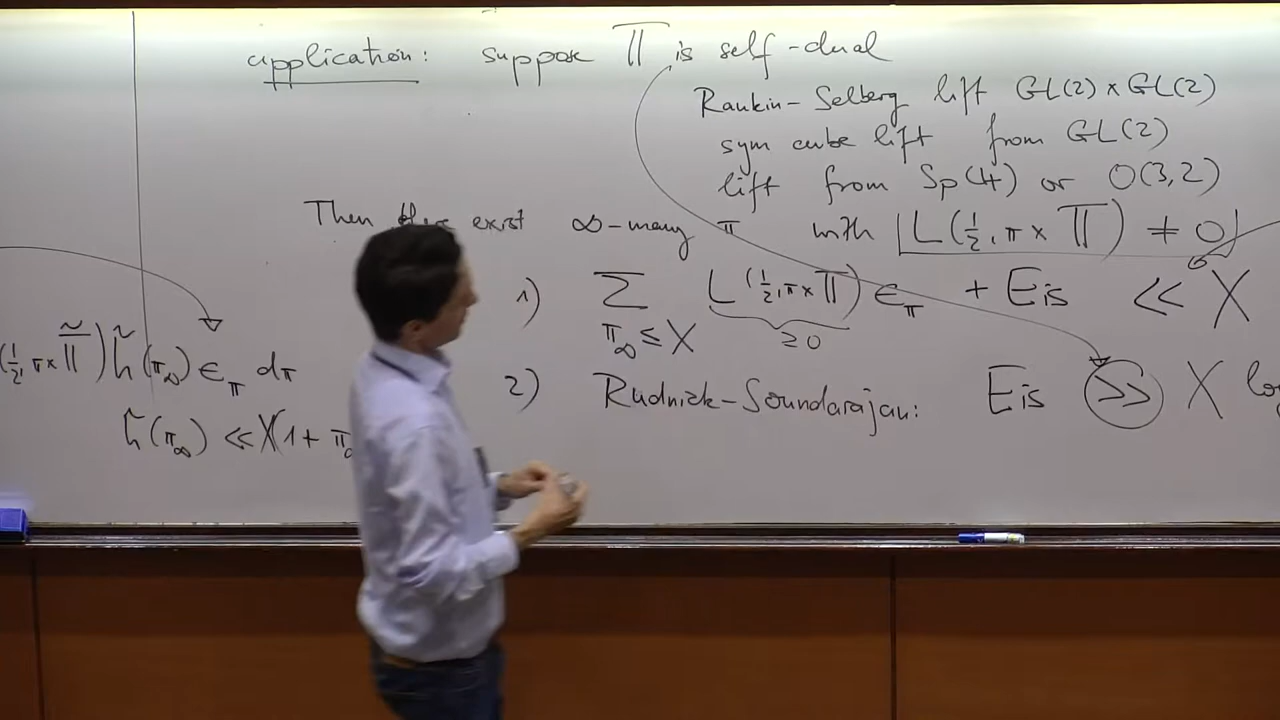 application: suppose Π is self-dual
Rankin-Selberg lift GL(2) × GL(2)
sym cube lift from GL(2)
lift from Sp(4) or O(3,2)
Then there exist ∞-many π with L(½, π × Π) ≠ 0
1) Σ_{π_∞ ≤ X} L(½, π × Π) ε_π + Eis ≪ X
≥ 0
2) Rudnick-Soundarajan: Eis ≫ X
(½, π × Π̃) h̃(π_∞) ε_π dπ
h̃(π_∞) ≪ X(1 + π